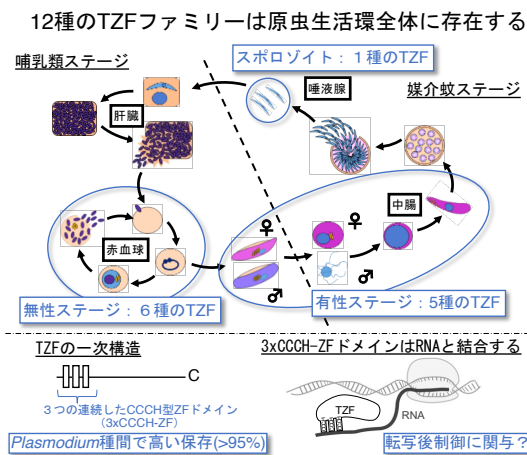 12種のTZFファミリーは原虫生活環全体に存在する
哺乳類ステージ
スポロゾイト：１種のTZF
媒介蚊ステージ
唾液腺
肝臓
中腸
♀
♀
赤血球
♂
♂
無性ステージ：６種のTZF
有性ステージ：5種のTZF
TZFの一次構造
3xCCCH-ZFドメインはRNAと結合する
C
３つの連続したCCCH型ZFドメイン
（3xCCCH-ZF）
TZF
RNA
Plasmodium種間で高い保存(>95%)
転写後制御に関与？